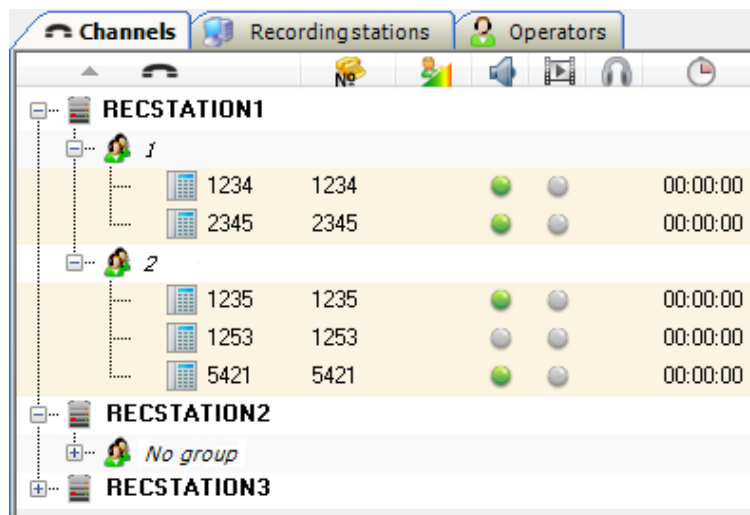 Channels Recording stations Operators
Nº
RECSTATION1
1
1234 1234 00:00:00
2345 2345 00:00:00
2
1235 1235 00:00:00
1253 1253 00:00:00
5421 5421 00:00:00
RECSTATION2
No group
RECSTATION3